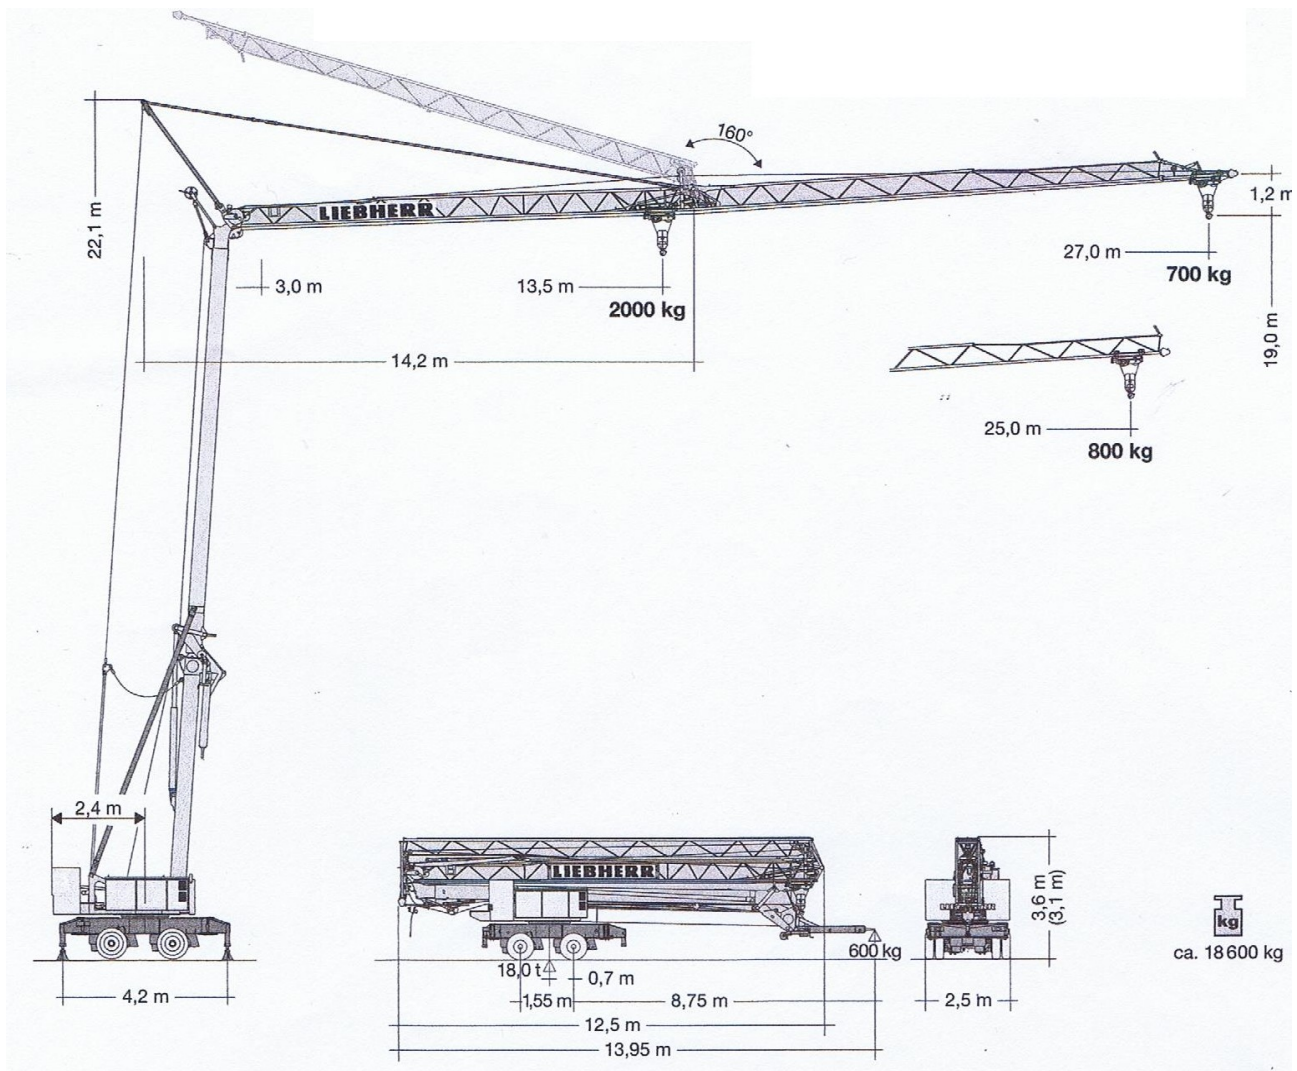 160°
22,1 m
LIEBHERR
1,2 m
3,0 m
13,5 m
2000 kg
27,0 m
700 kg
14,2 m
19,0 m
25,0 m
800 kg
2,4 m
LIEBHERR
3,6 m
(3,1 m)
kg
ca. 18600 kg
600 kg
18,0 t
0,7 m
4,2 m
1,55 m
8,75 m
2,5 m
12,5 m
13,95 m